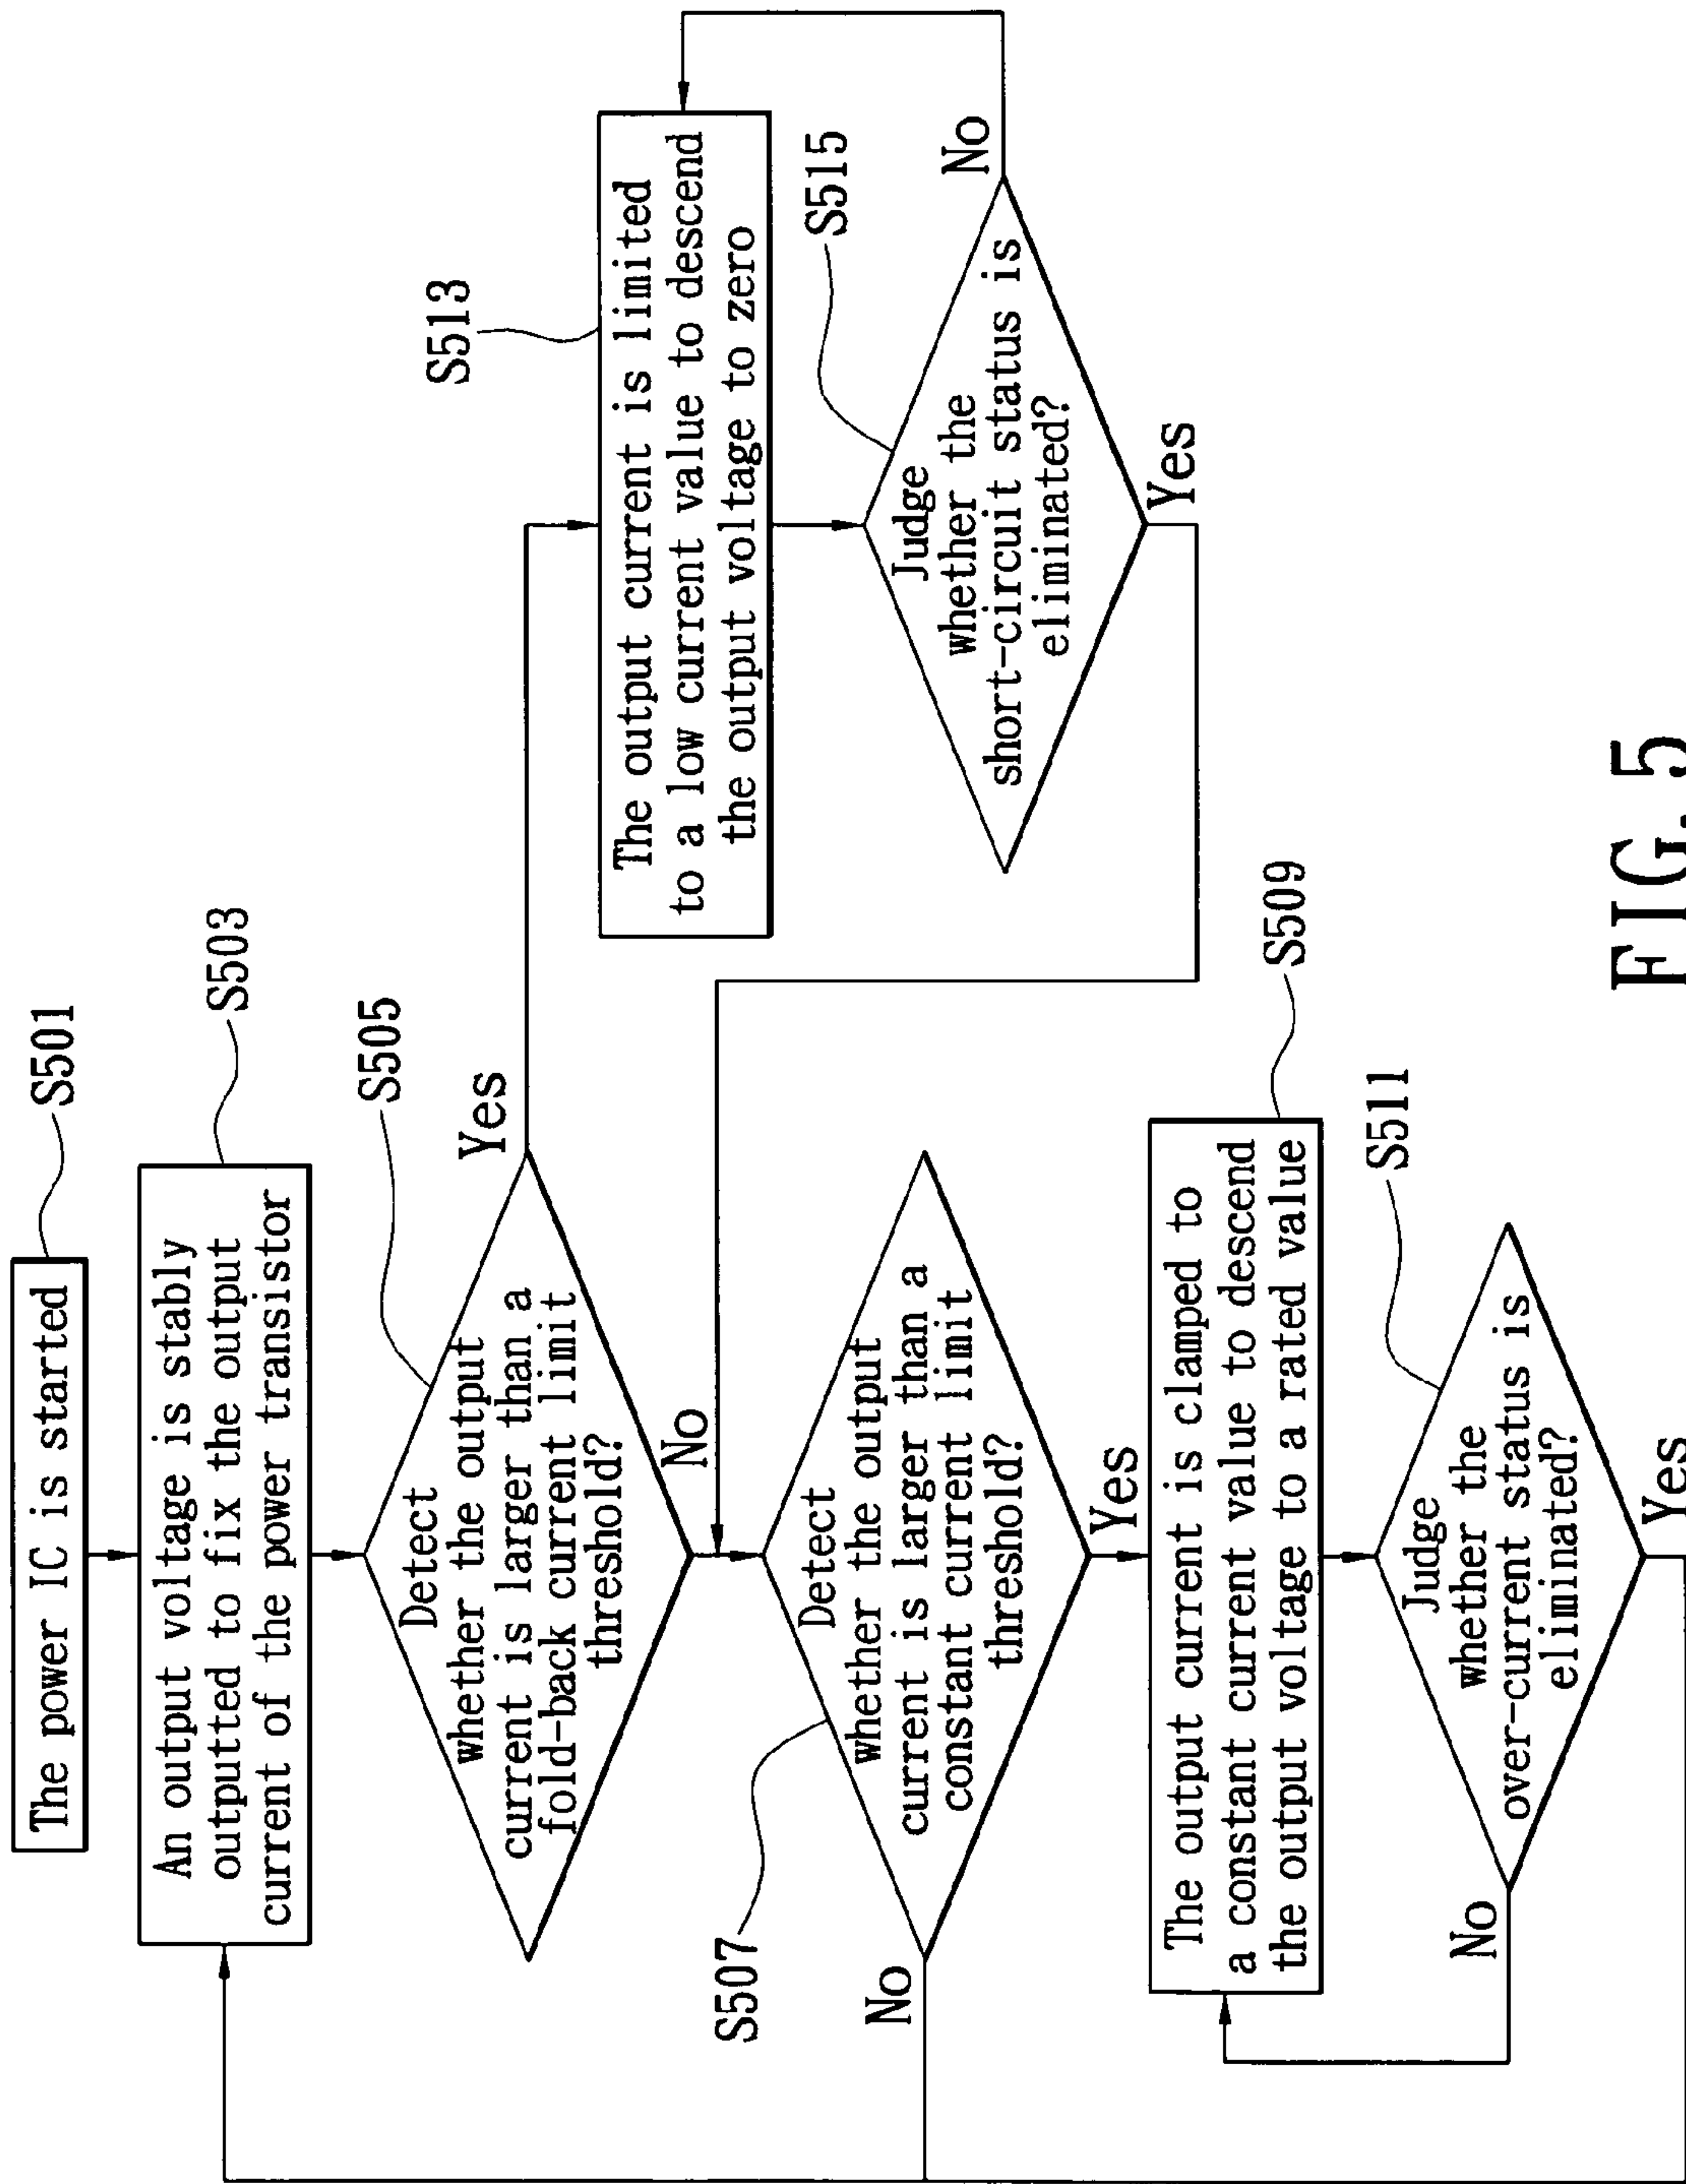 The power IC is started
S501
An output voltage is stably
outputted to fix the output
current of the power transistor
S503
Detect
whether the output
current is larger than a
fold-back current limit
threshold?
S505
Yes
No
The output current is limited
to a low current value to descend
the output voltage to zero
S513
Judge
whether the
short-circuit status is
eliminated?
S515
No
Yes
Detect
whether the output
current is larger than a
constant current limit
threshold?
S507
No
Yes
The output current is clamped to
a constant current value to descend
the output voltage to a rated value
S509
Judge
whether the
over-current status is
eliminated?
S511
No
Yes
FIG. 5